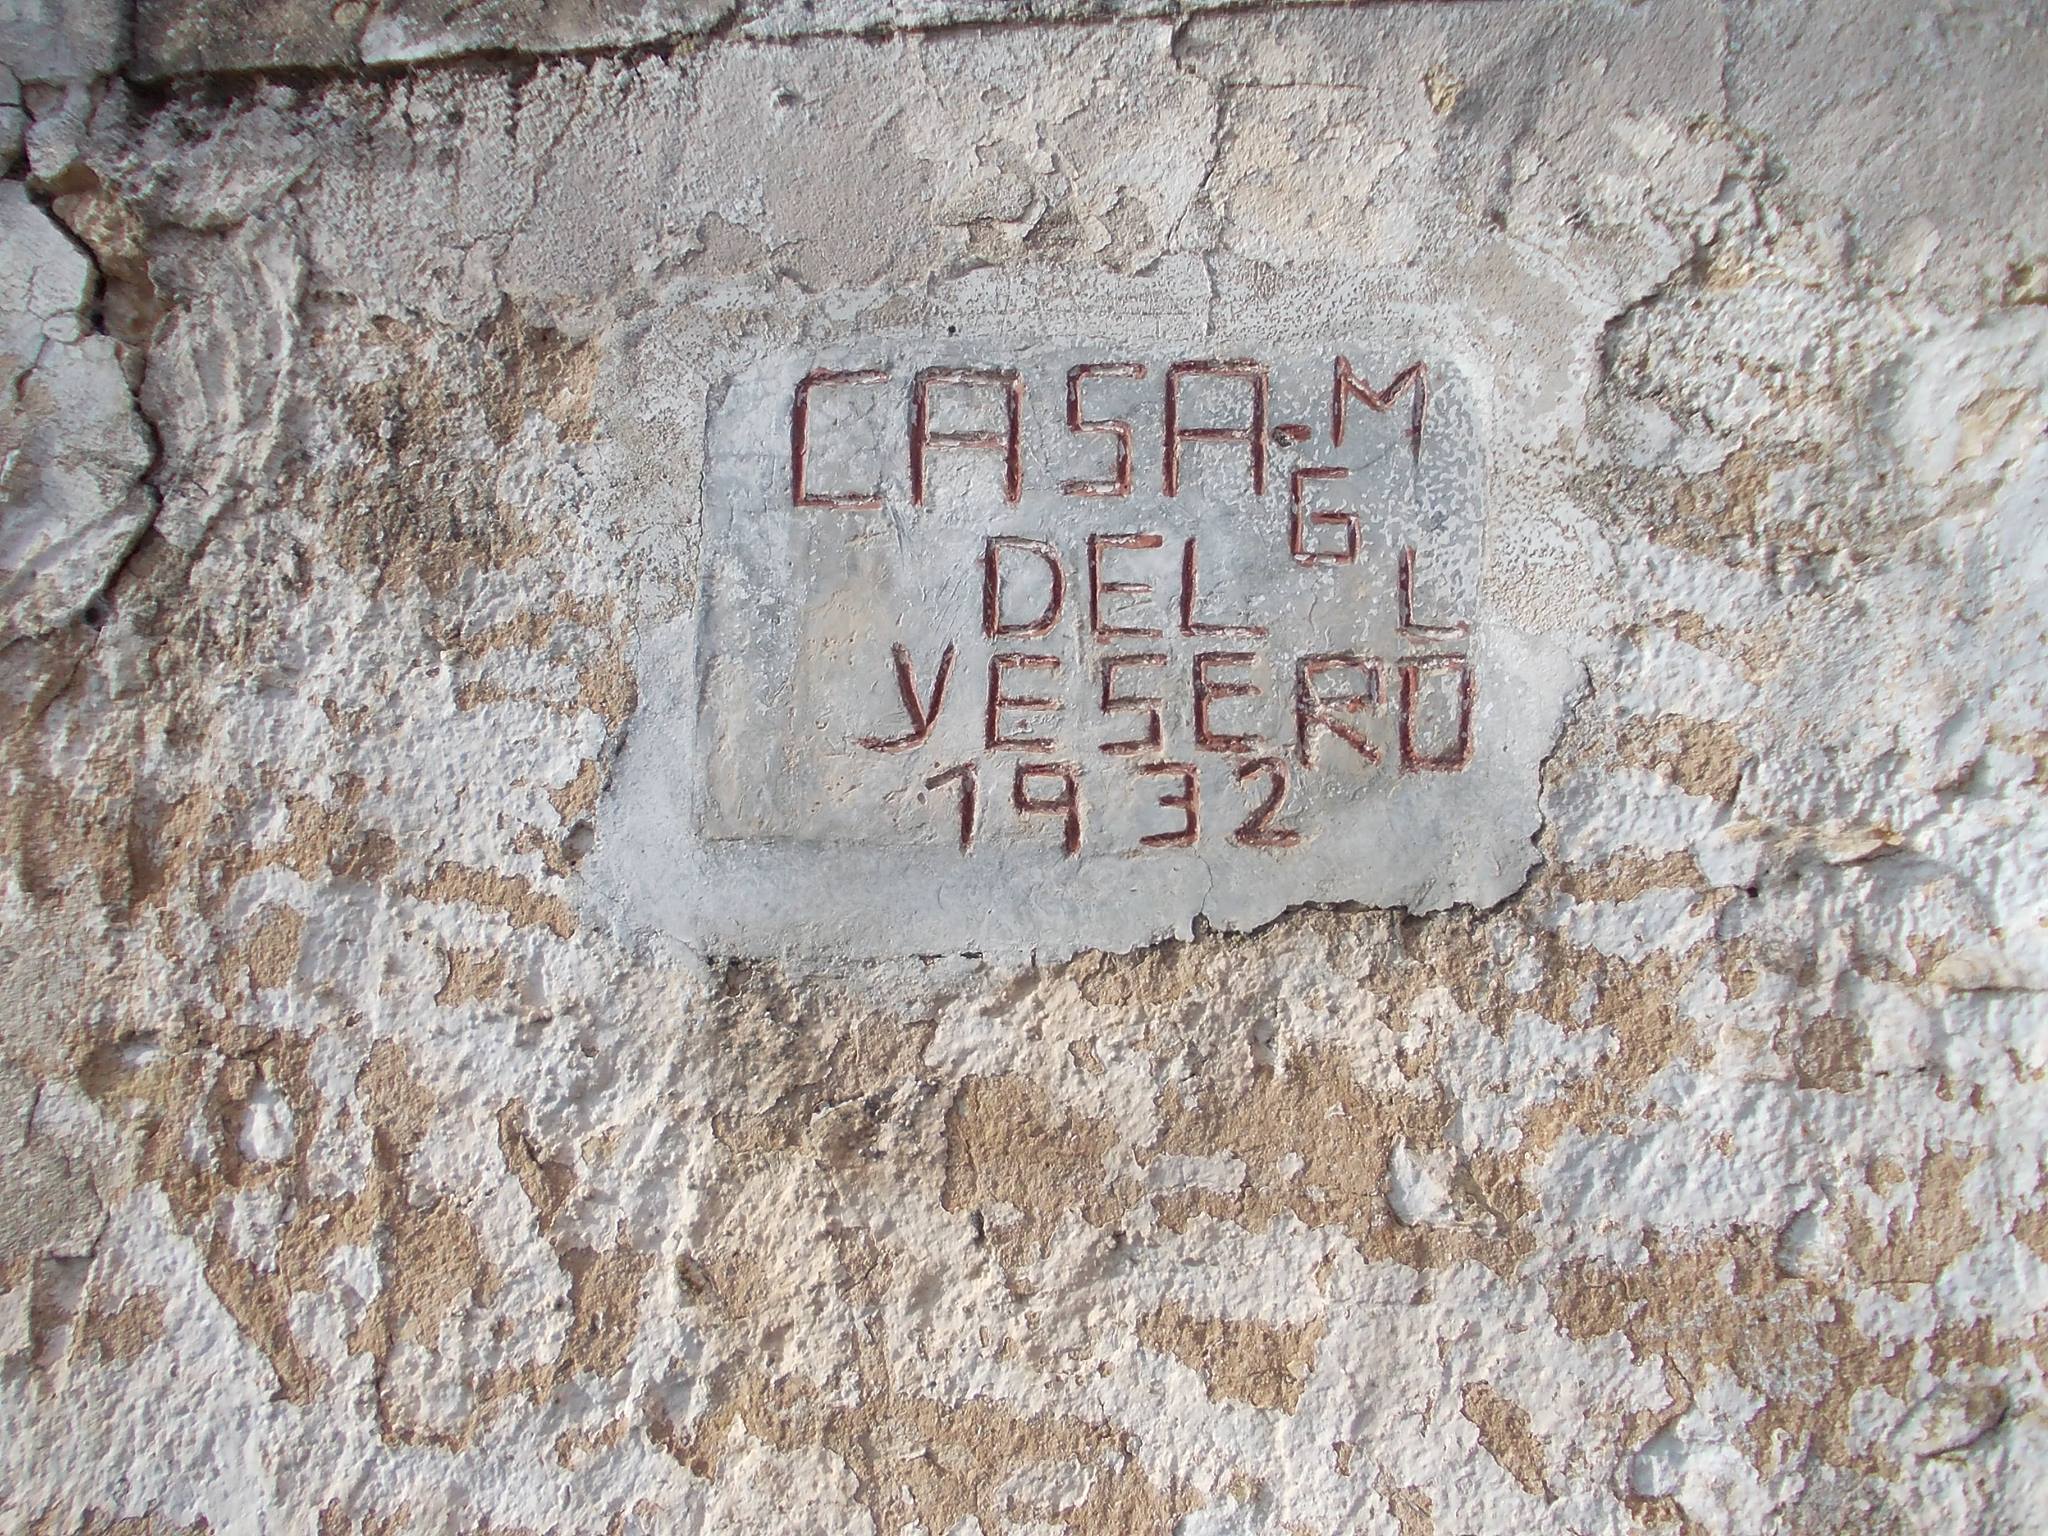 CASA-M
G
DEL L
YESERO
1932